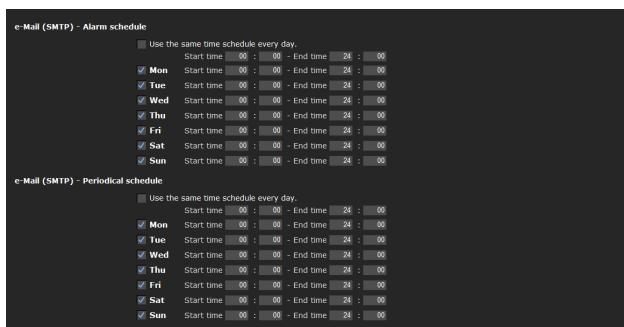 e-Mail (SMTP) - Alarm schedule
Use the same time schedule every day.
Start time 00 : 00 - End time 24 : 00
Mon Start time 00 : 00 - End time 24 : 00
Tue Start time 00 : 00 - End time 24 : 00
Wed Start time 00 : 00 - End time 24 : 00
Thu Start time 00 : 00 - End time 24 : 00
Fri Start time 00 : 00 - End time 24 : 00
Sat Start time 00 : 00 - End time 24 : 00
Sun Start time 00 : 00 - End time 24 : 00
e-Mail (SMTP) - Periodical schedule
Use the same time schedule every day.
Start time 00 : 00 - End time 24 : 00
Mon Start time 00 : 00 - End time 24 : 00
Tue Start time 00 : 00 - End time 24 : 00
Wed Start time 00 : 00 - End time 24 : 00
Thu Start time 00 : 00 - End time 24 : 00
Fri Start time 00 : 00 - End time 24 : 00
Sat Start time 00 : 00 - End time 24 : 00
Sun Start time 00 : 00 - End time 24 : 00